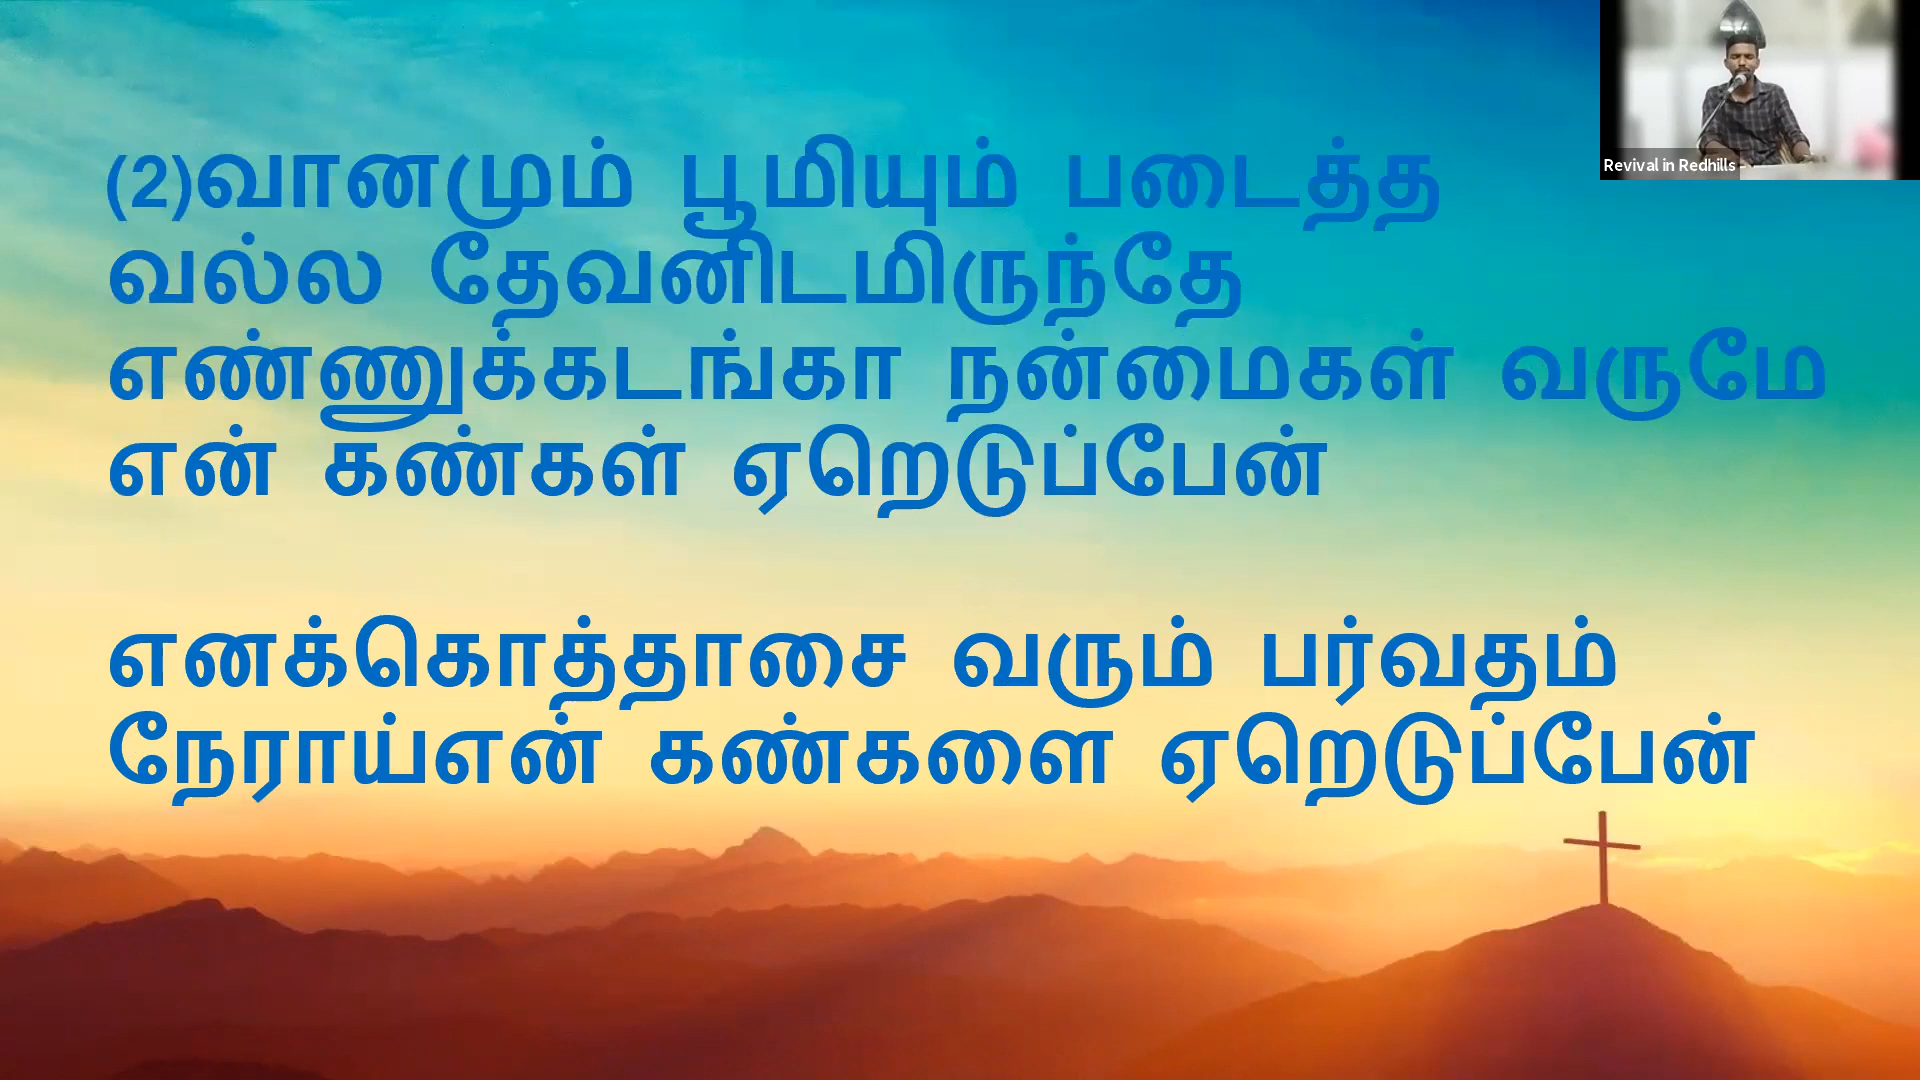 (2)வானமும் பூமியும் படைத்த
வல்ல தேவனிடமிருந்தே
எண்ணுக்கடங்கா நன்மைகள் வருமே
என் கண்கள் ஏறெடுப்பேன்
எனக்கொத்தாசை வரும் பர்வதம்
நேராய்என் கண்களை ஏறெடுப்பேன்
Revival in Redhills -